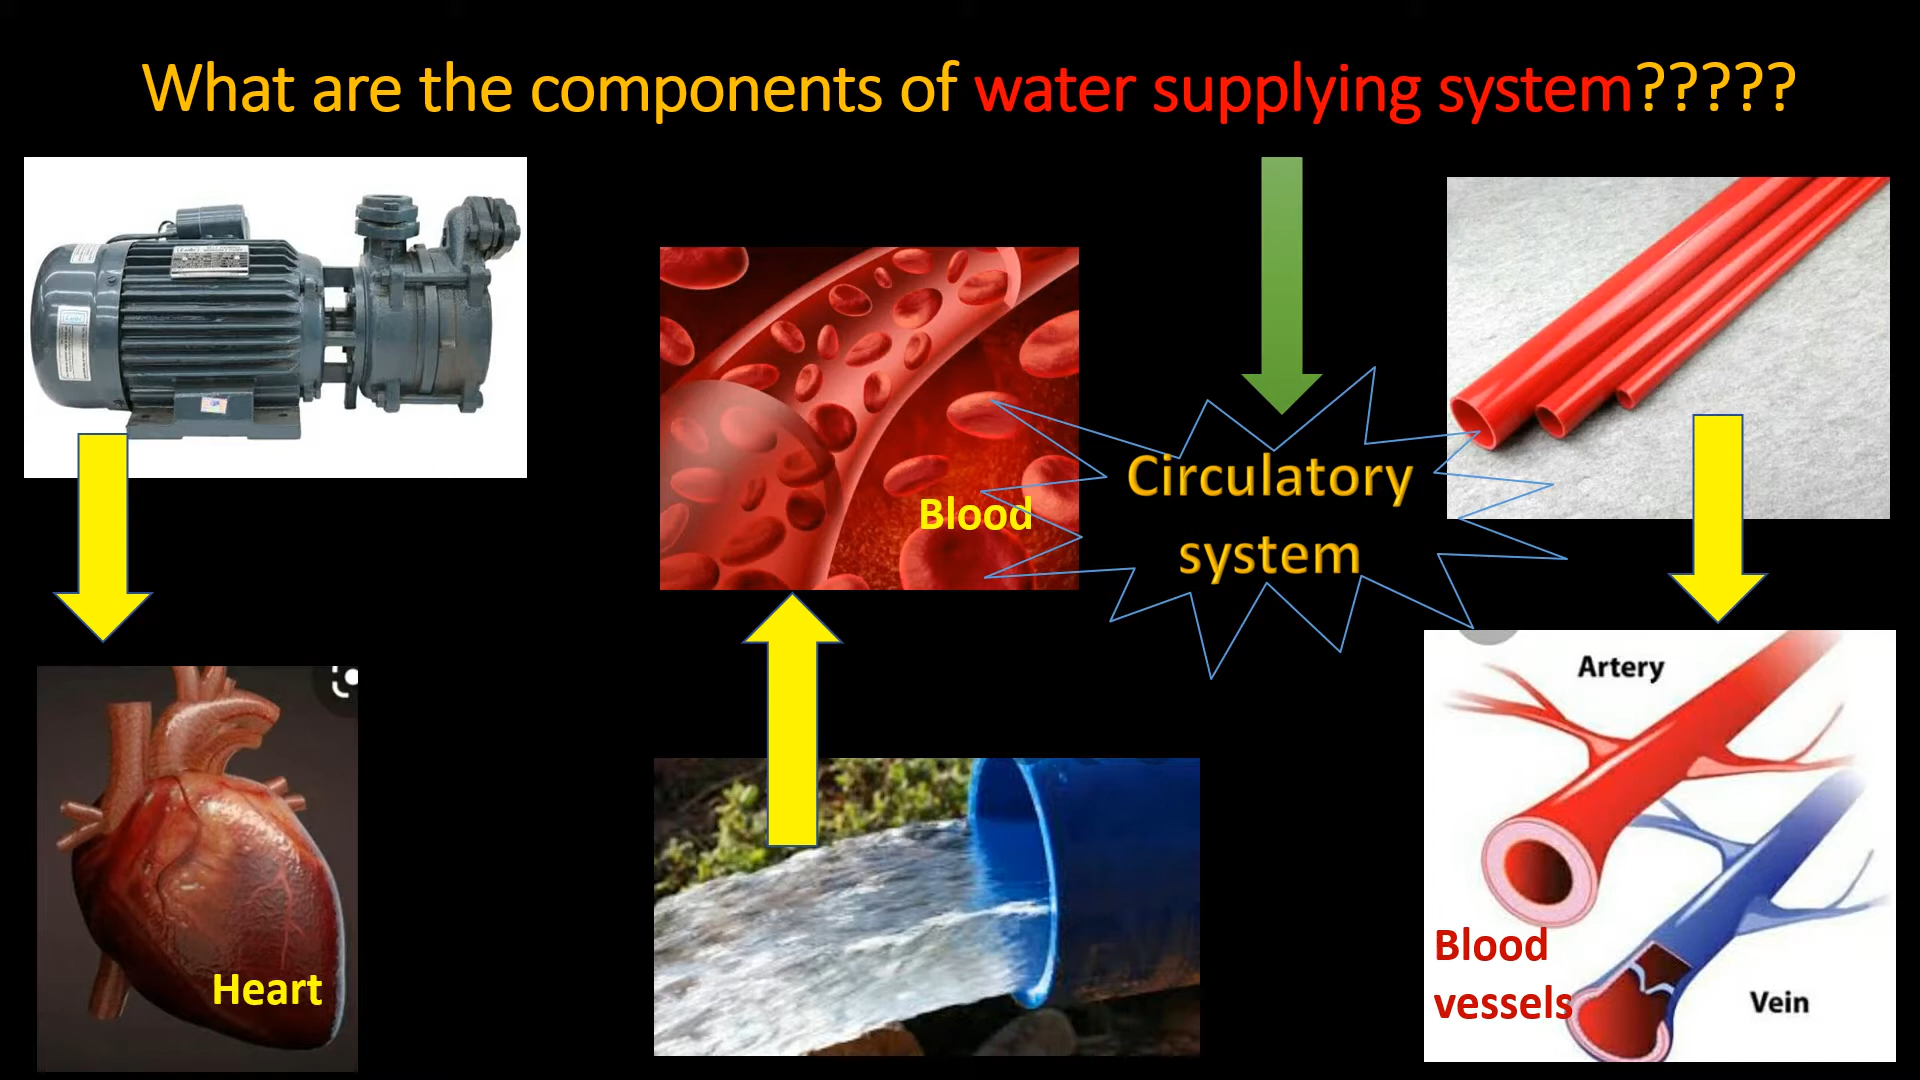 What are the components of water supplying system?????
Blood
Circulatory
system
Artery
Heart
Blood
vessels
Vein